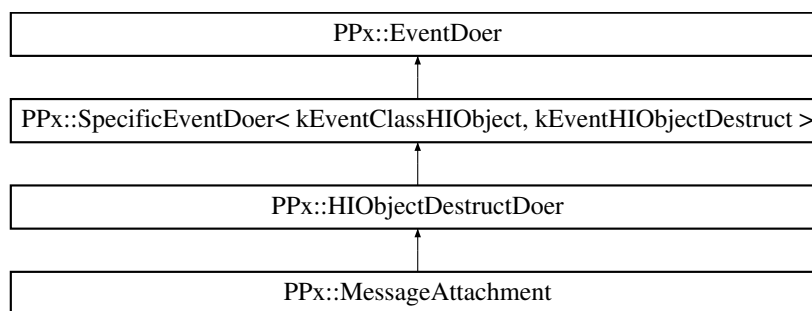 PPx::EventDoer
PPx::SpecificEventDoer< kEventClassHIObject, kEventHIObjectDestruct >
PPx::HIObjectDestructDoer
PPx::MessageAttachment